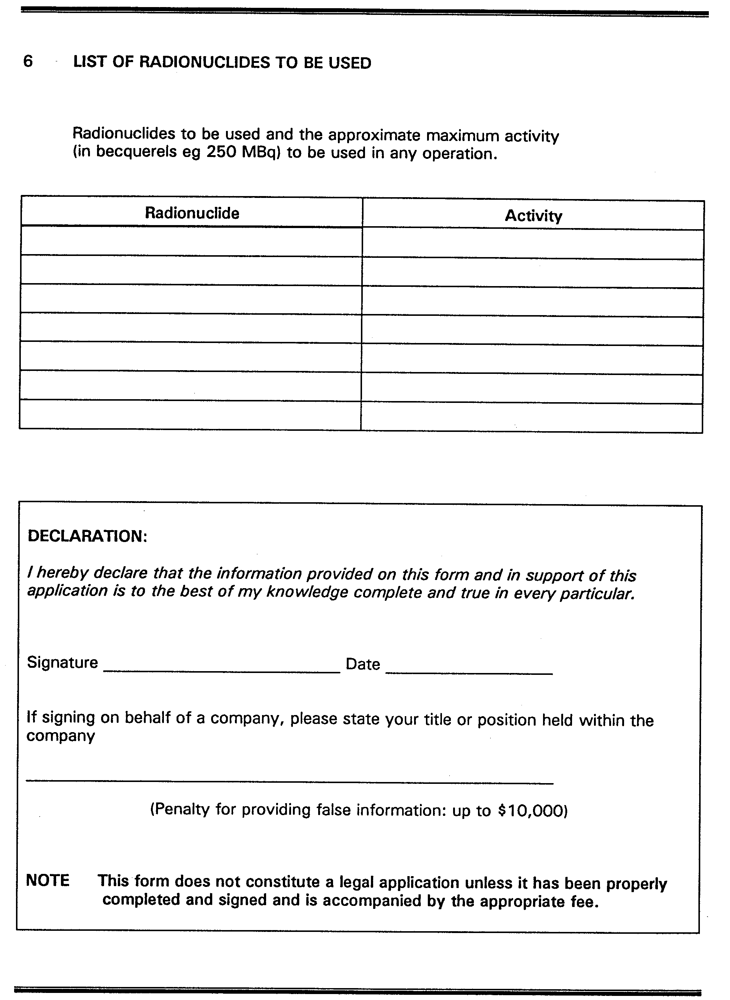 6 LIST OF RADIONUCLIDES TO BE USED
Radionuclides to be used and the approximate maximum activity
(in becquerels eg 250 MBq) to be used in any operation.
Radionuclide Activity
DECLARATION:
I hereby declare that the information provided on this form and in support of this
application is to the best of my knowledge complete and true in every particular.
Signature Date
If signing on behalf of a company, please state your title or position held within the
company
(Penalty for providing false information: up to $10,000)
NOTE This form does not constitute a legal application unless it has been properly
completed and signed and is accompanied by the appropriate fee.